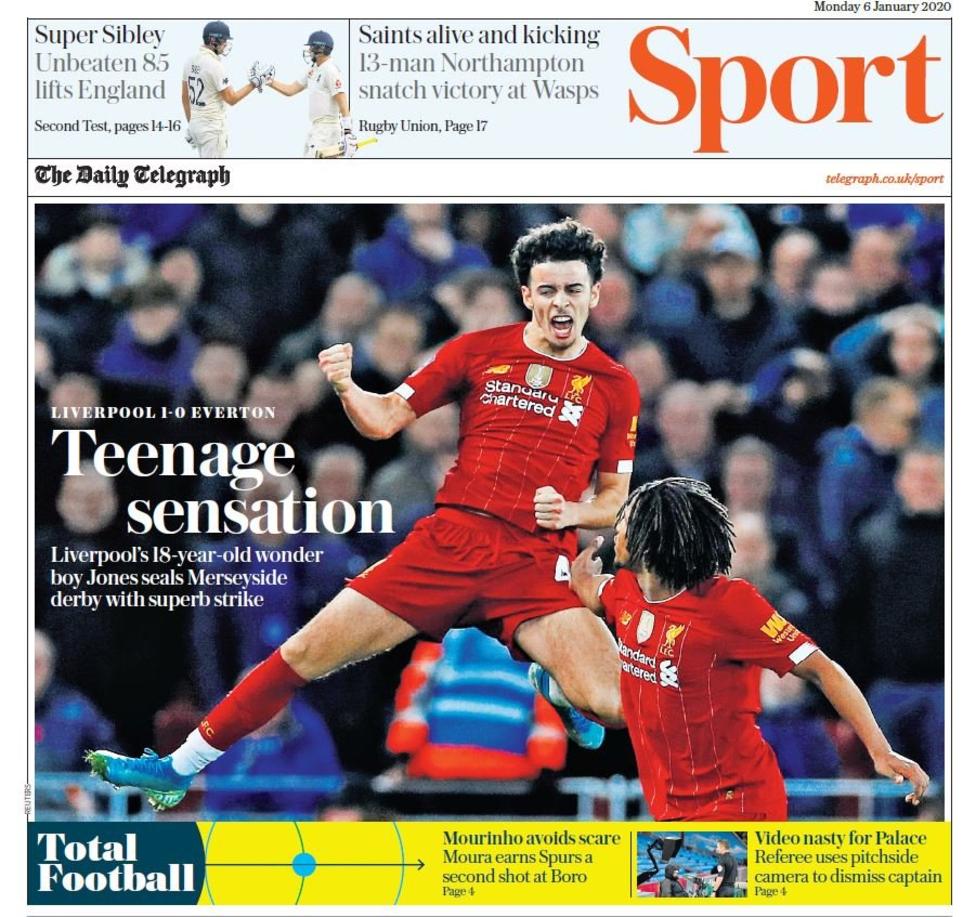 Monday 6 January 2020
Super Sibley
Unbeaten 85
lifts England
Second Test, pages 14-16
52
Saints alive and kicking
13-man Northampton
snatch victory at Wasps
Rugby Union, Page 17
Sport
The Daily Telegraph
telegraph.co.uk/sport
LIVERPOOL 1-0 EVERTON
Teenage
sensation
Liverpool's 18-year-old wonder
boy Jones seals Merseyside
derby with superb strike
Standard
Chartered
L.F.C.
REUTERS
Total
Football
Mourinho avoids scare
Moura earns Spurs a
second shot at Boro
Page 4
Video nasty for Palace
Referee uses pitchside
camera to dismiss captain
Page 4